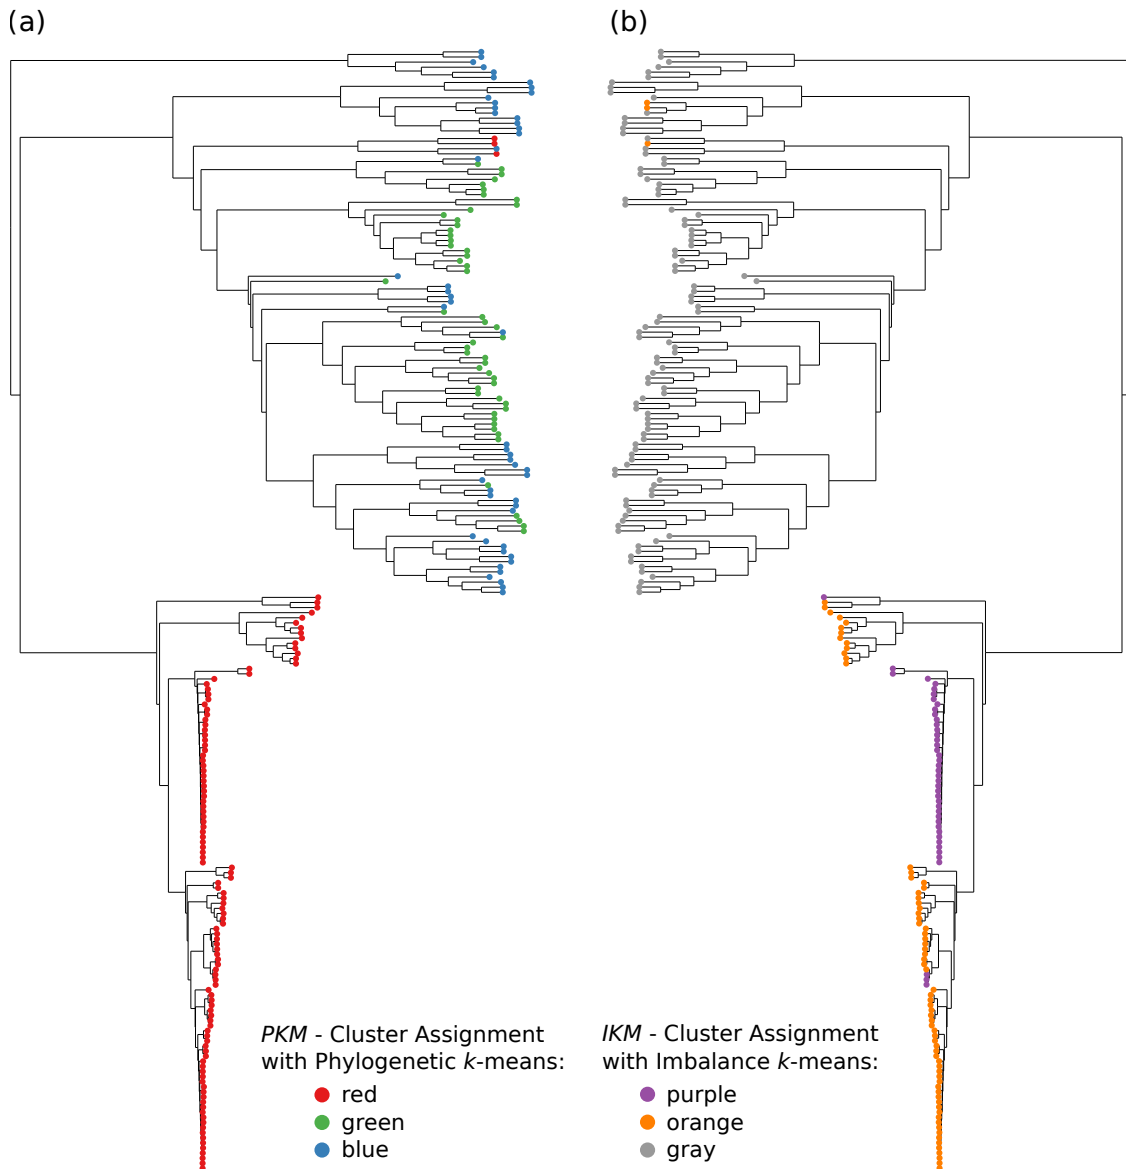 (a)
(b)
PKM - Cluster Assignment
with Phylogenetic k-means:
red
green
blue
IKM - Cluster Assignment
with Imbalance k-means:
purple
orange
gray